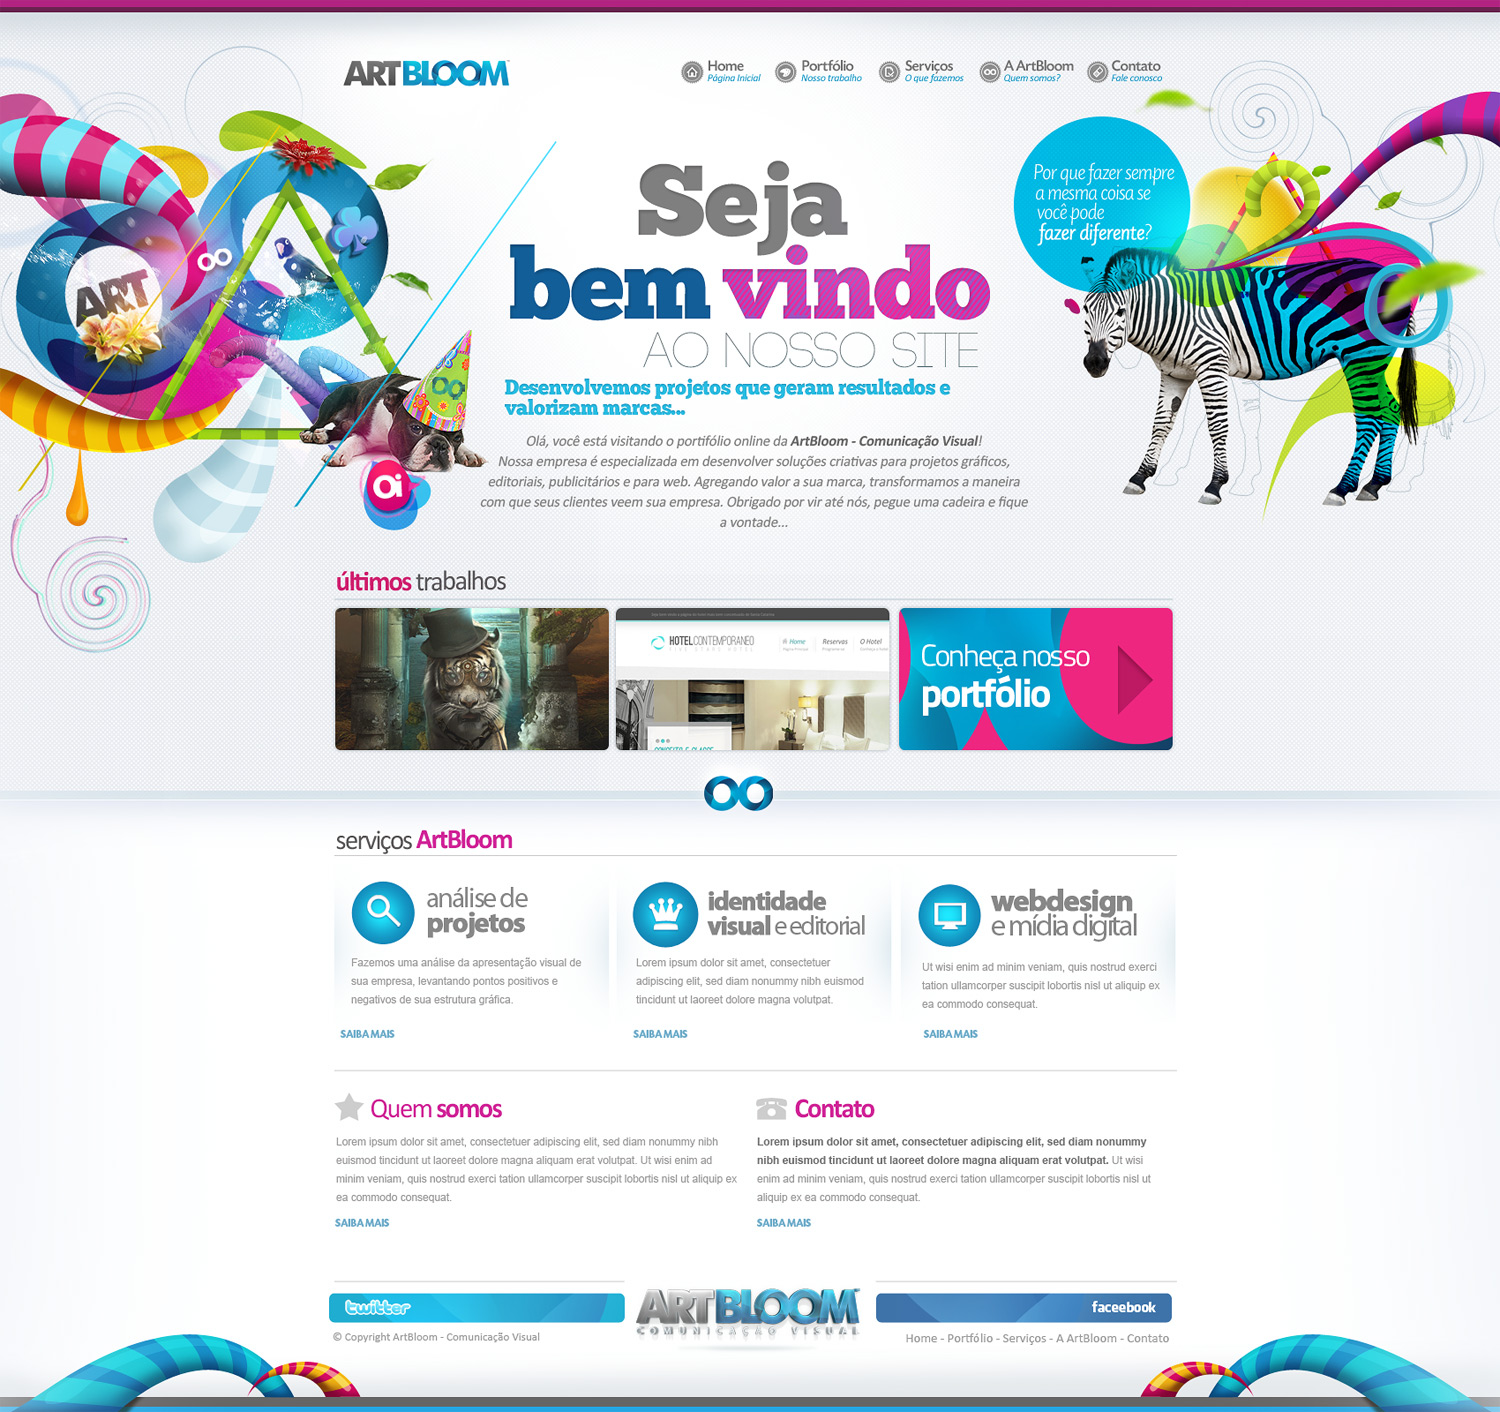 ARTBLOOM
Home
Página Inicial
Portfólio
Nosso trabalho
Serviços
O que fazemos
A ArtBloom
Quem somos?
Contato
Fale conosco
ART
Seja
bem vindo
AO NOSSO SITE
Desenvolvemos projetos que geram resultados e
valorizam marcas...
Olá, você está visitando o portifólio online da ArtBloom - Comunicação Visual!
Nossa empresa é especializada em desenvolver soluções criativas para projetos gráficos,
editoriais, publicitários e para web. Agregando valor a sua marca, transformamos a maneira
com que seus clientes veem sua empresa. Obrigado por vir até nós, pegue uma cadeira e fique
a vontade...
Por que fazer sempre
a mesma coisa se
você pode
fazer diferente?
últimos trabalhos
HOTELCONTEMPORANEO
FIVE STARS HOTEL
Home
Reservas
O Hotel
CONCEITO E CLASSE
Conheça nosso
portfólio
serviços ArtBloom
análise de
projetos
Fazemos uma análise da apresentação visual de
sua empresa, levantando pontos positivos e
negativos de sua estrutura gráfica.
SAIBA MAIS
identidade
visual e editorial
Lorem ipsum dolor sit amet, consectetuer
adipiscing elit, sed diam nonummy nibh euismod
tincidunt ut laoreet dolore magna volutpat.
SAIBA MAIS
webdesign
e mídia digital
Ut wisi enim ad minim veniam, quis nostrud exerci
tation ullamcorper suscipit lobortis nisl ut aliquip ex
ea commodo consequat.
SAIBA MAIS
Quem somos
Lorem ipsum dolor sit amet, consectetuer adipiscing elit, sed diam nonummy nibh
euismod tincidunt ut laoreet dolore magna aliquam erat volutpat. Ut wisi enim ad
minim veniam, quis nostrud exerci tation ullamcorper suscipit lobortis nisl ut aliquip ex
ea commodo consequat.
SAIBA MAIS
Contato
Lorem ipsum dolor sit amet, consectetuer adipiscing elit, sed diam nonummy
nibh euismod tincidunt ut laoreet dolore magna aliquam erat volutpat. Ut wisi
enim ad minim veniam, quis nostrud exerci tation ullamcorper suscipit lobortis nisl ut
aliquip ex ea commodo consequat.
SAIBA MAIS
twitter
© Copyright ArtBloom - Comunicação Visual
ARTBLOOM
COMUNICAÇÃO VISUAL
faceebook
Home - Portfólio - Serviços - A ArtBloom - Contato